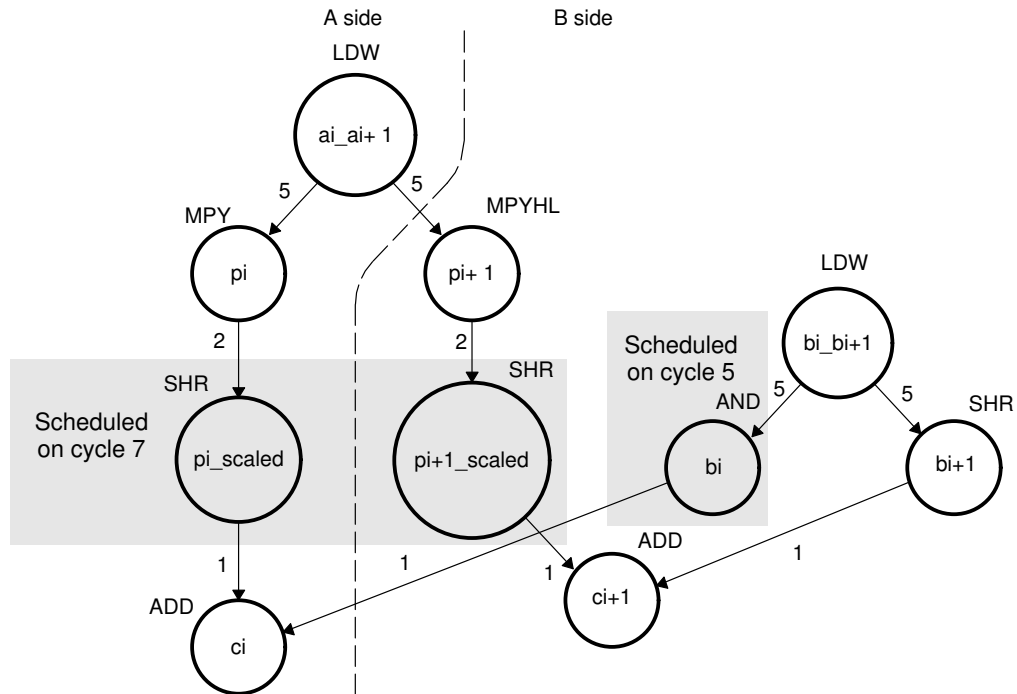 A side
B side
LDW
ai_ai+ 1
5
5
MPY
MPYHL
pi
pi+ 1
LDW
bi_bi+1
2
2
Scheduled
on cycle 5
SHR
SHR
AND
5
5
SHR
Scheduled
on cycle 7
pi_scaled
pi+1_scaled
bi
bi+1
1
1
1
1
ADD
ADD
ci+1
ci